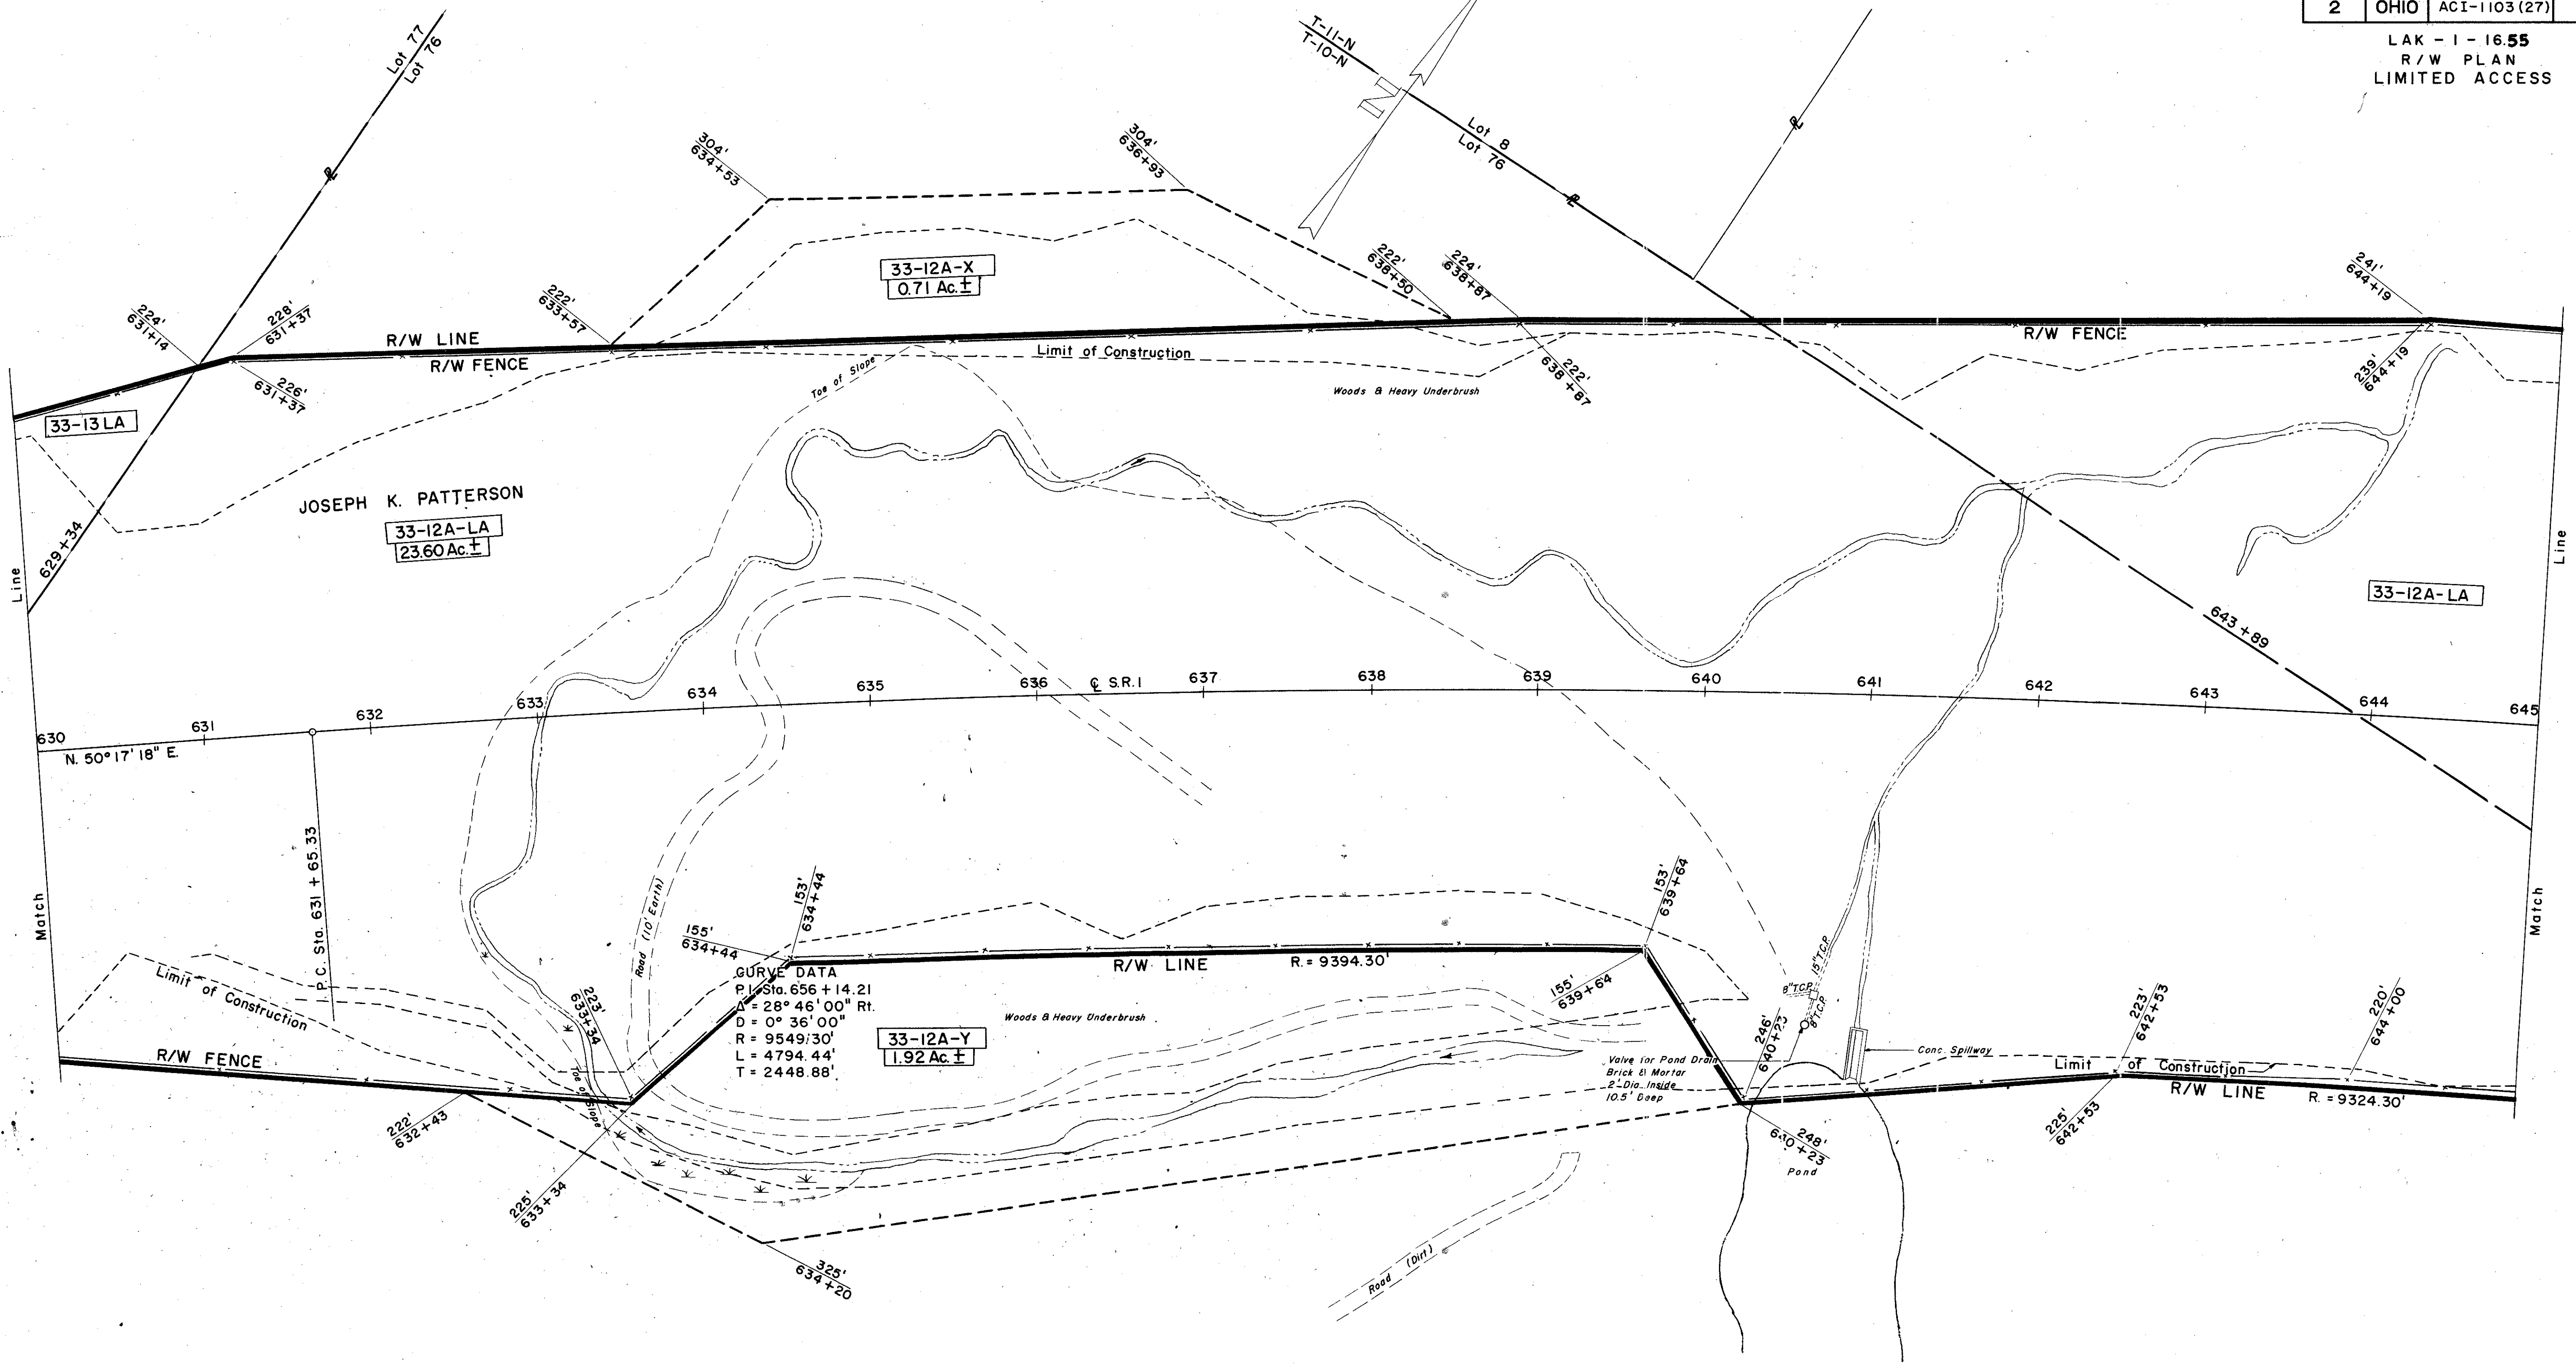 2 OHIO ACI-1103 (27)
LAK - 1 - 16.55
R/W PLAN
LIMITED ACCESS
Lot 77
Lot 76
T-11-N
T-10-N
N
Lot 8
Lot 76
304'
634+53
304'
636+93
33-12A-X
0.71 Ac.±
222'
638+50
224'
638+87
241'
644+19
224'
631+14
228'
631+37
222'
633+57
R/W LINE
R/W FENCE
226'
631+37
Limit of Construction
Toe of Slope
Woods & Heavy Underbrush
222'
638+87
R/W FENCE
239'
644+19
33-13 LA
JOSEPH K. PATTERSON
33-12A-LA
23.60 Ac.±
629+34
Line
Line
33-12A-LA
643+89
630 631 632 633 634 635 636 ℄ S.R. 1 637 638 639 640 641 642 643 644 645
N. 50° 17' 18" E.
P.C. Sta. 631 + 65.33
Match
Match
Road (10' Earth)
153'
634+44
155'
634+44
153'
639+64
155'
639+64
R/W LINE R. = 9394.30'
CURVE DATA
P.I. Sta. 656 + 14.21
Δ = 28° 46' 00" Rt.
D = 0° 36' 00"
R = 9549.30'
L = 4794.44'
T = 2448.88'
Woods & Heavy Underbrush
33-12A-Y
1.92 Ac.±
Limit of Construction
R/W FENCE
223'
633+34
Toe of Slope
222'
632+43
225'
633+34
325'
634+20
15" T.C.P.
8" T.C.P.
8" T.C.P.
246'
640+23
Valve for Pond Drain
Brick & Mortar
2' Dia. Inside
10.5' Deep
Conc. Spillway
248'
640+23
Pond
223'
642+53
220'
644+00
Limit of Construction
R/W LINE R. = 9324.30'
225'
642+53
Road (Dirt)